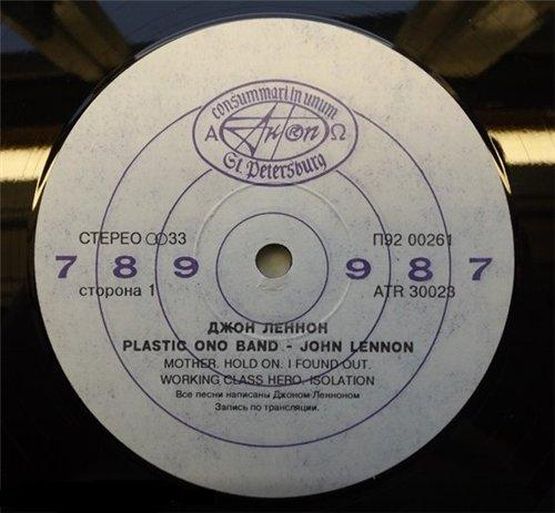 consummari in unum
А Антоп Ω
St. Petersburg
СТЕРЕО 33
П92 00261
7 8 9 9 8 7
сторона 1
ATR 30023
ДЖОН ЛЕННОН
PLASTIC ONO BAND - JOHN LENNON
MOTHER. HOLD ON. I FOUND OUT.
WORKING CLASS HERO. ISOLATION
Все песни написаны Джоном Ленноном
Запись по трансляции.